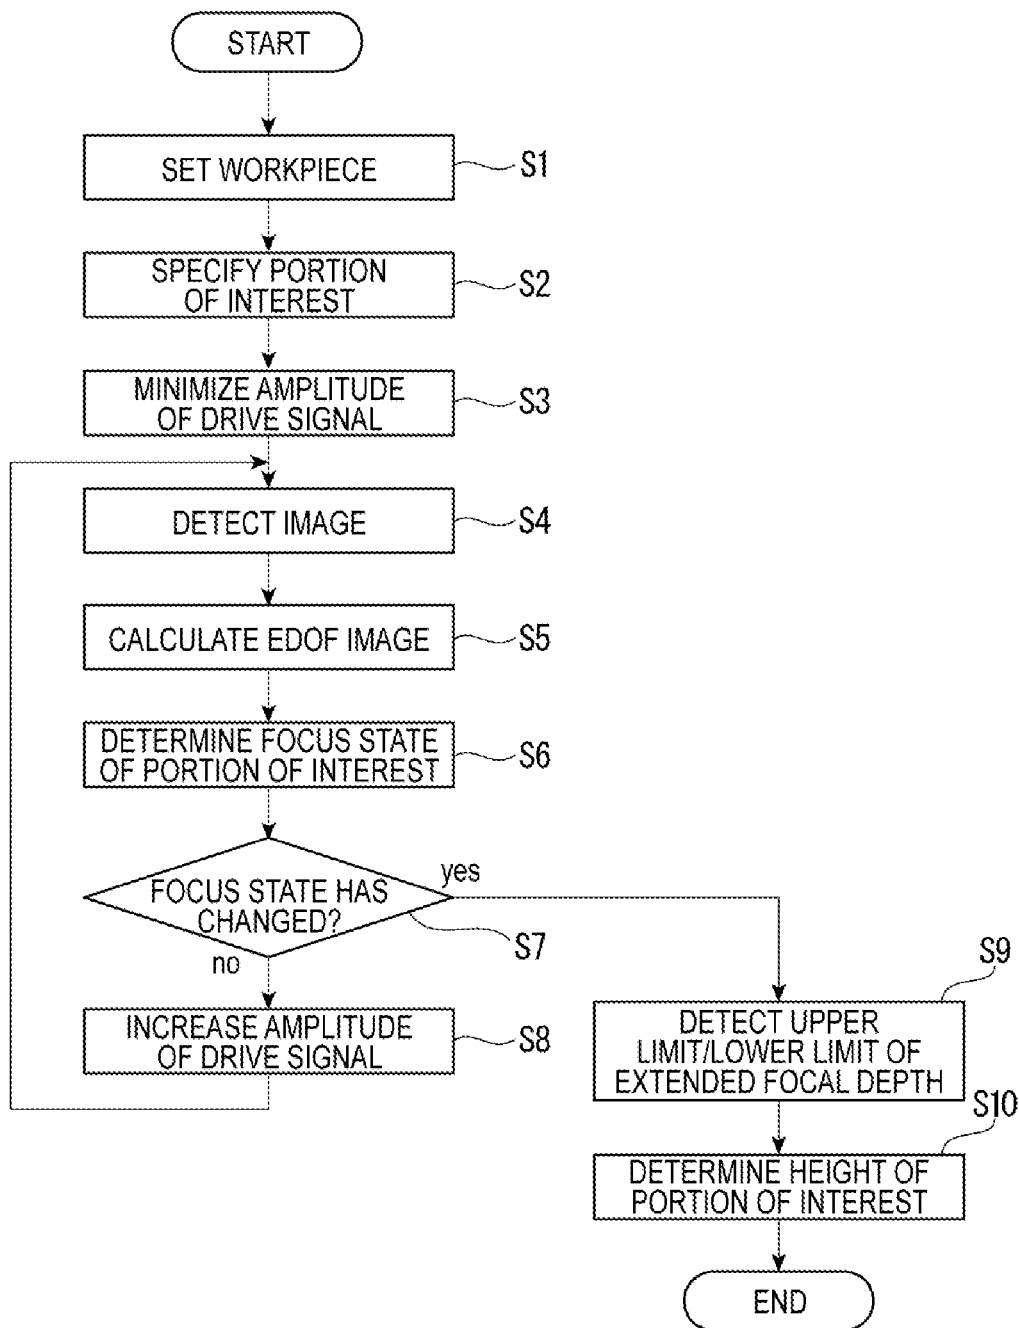 START
SET WORKPIECE
S1
SPECIFY PORTION
OF INTEREST
S2
MINIMIZE AMPLITUDE
OF DRIVE SIGNAL
S3
DETECT IMAGE
S4
CALCULATE EDOF IMAGE
S5
DETERMINE FOCUS STATE
OF PORTION OF INTEREST
S6
FOCUS STATE HAS
CHANGED?
S7
yes
no
INCREASE AMPLITUDE
OF DRIVE SIGNAL
S8
S9
DETECT UPPER
LIMIT/LOWER LIMIT OF
EXTENDED FOCAL DEPTH
S10
DETERMINE HEIGHT OF
PORTION OF INTEREST
END